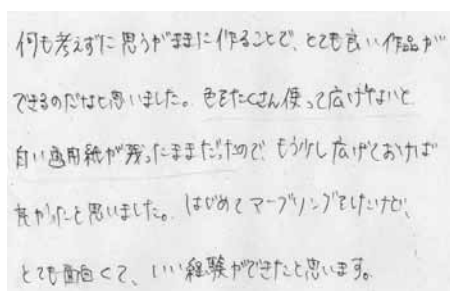 何も考えずに思うがままに作ることで、とても良い作品が
できるのだなと思いました。色をたくさん使って広げないと
白い画用紙が残ったままだったので、もう少し広げておけば
良かったと思いました。はじめてマーブリングをしたけど、
とても面白くて、いい経験ができたと思います。